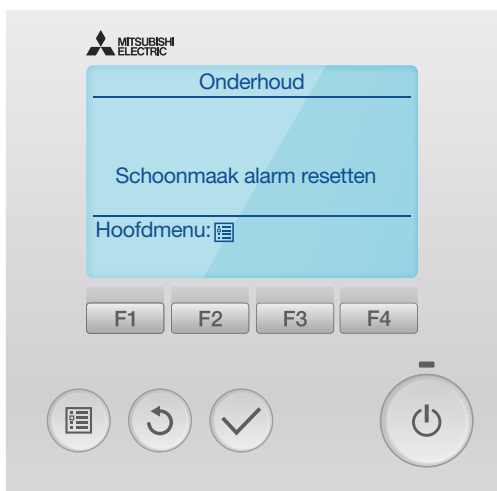 MITSUBISHI
ELECTRIC
Onderhoud
Schoonmaak alarm resetten
Hoofdmenu:
F1 F2 F3 F4